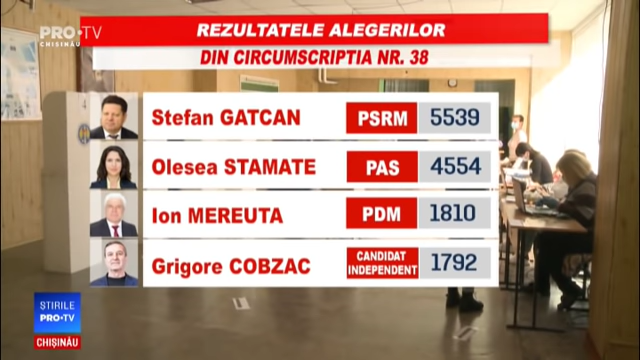 PRO•TV
CHIȘINĂU
REZULTATELE ALEGERILOR
DIN CIRCUMSCRIPTIA NR. 38
Stefan GATCAN PSRM 5539
Olesea STAMATE PAS 4554
Ion MEREUTA PDM 1810
Grigore COBZAC CANDIDAT INDEPENDENT 1792
STIRILE
PRO•TV
CHIȘINĂU